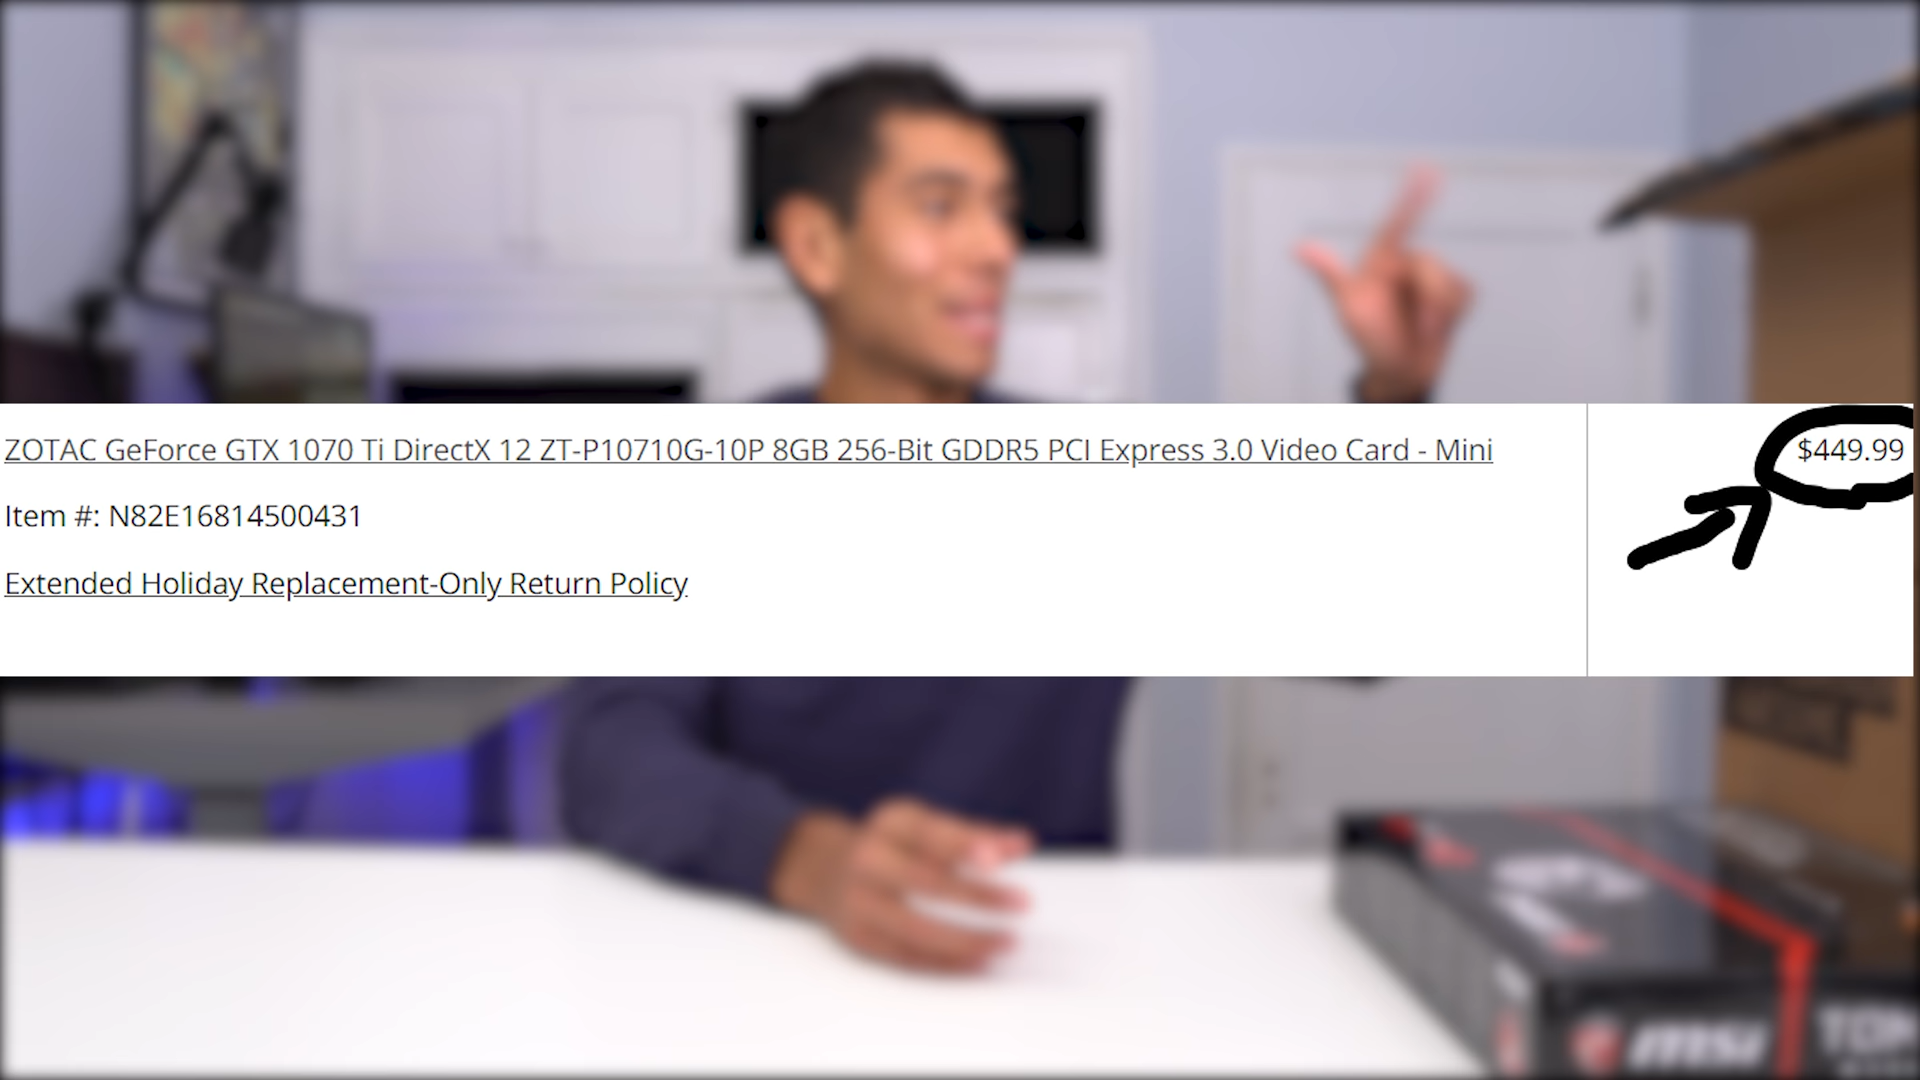 ZOTAC GeForce GTX 1070 Ti DirectX 12 ZT-P10710G-10P 8GB 256-Bit GDDR5 PCI Express 3.0 Video Card - Mini
$449.99
Item #: N82E16814500431
Extended Holiday Replacement-Only Return Policy
msi